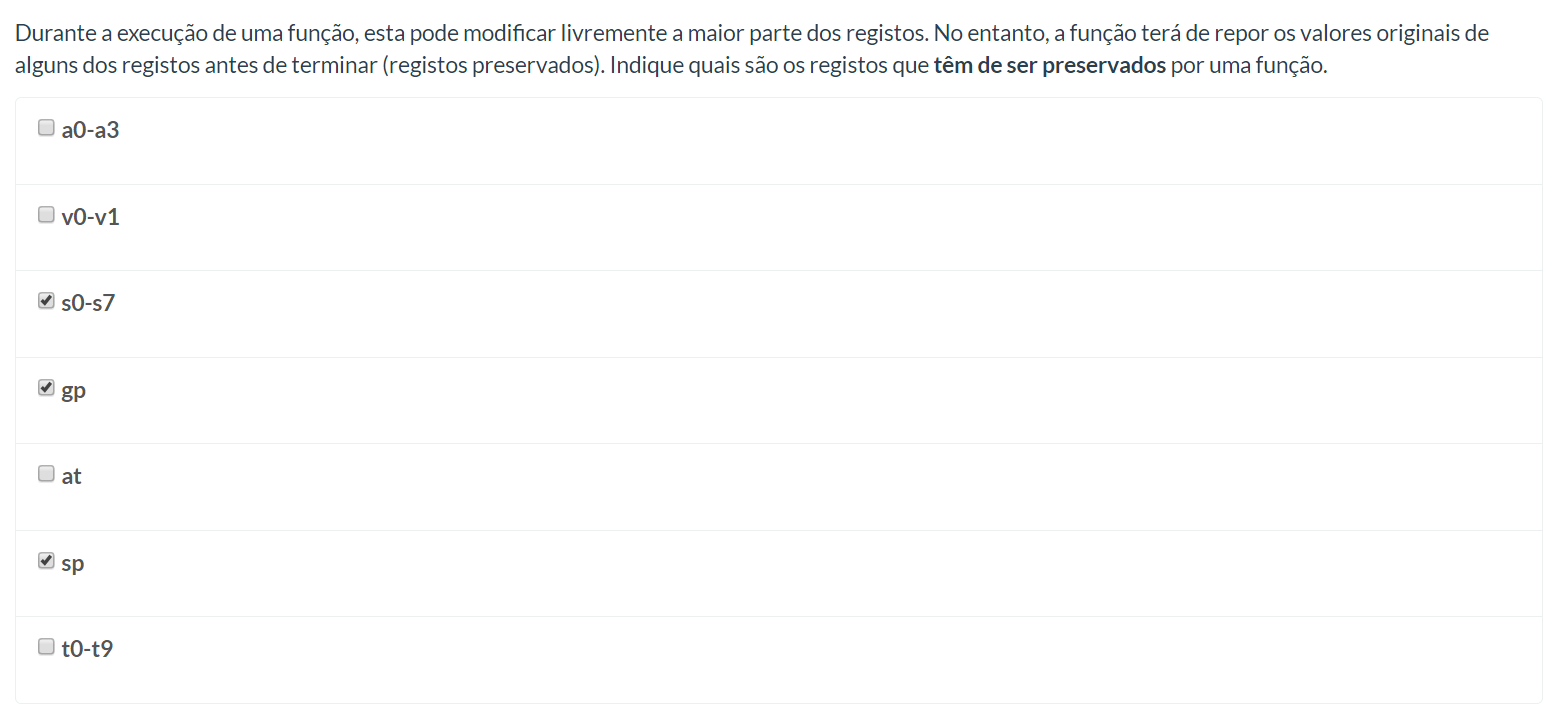 Durante a execução de uma função, esta pode modificar livremente a maior parte dos registos. No entanto, a função terá de repor os valores originais de
alguns dos registos antes de terminar (registos preservados). Indique quais são os registos que têm de ser preservados por uma função.
a0-a3
v0-v1
s0-s7
gp
at
sp
t0-t9